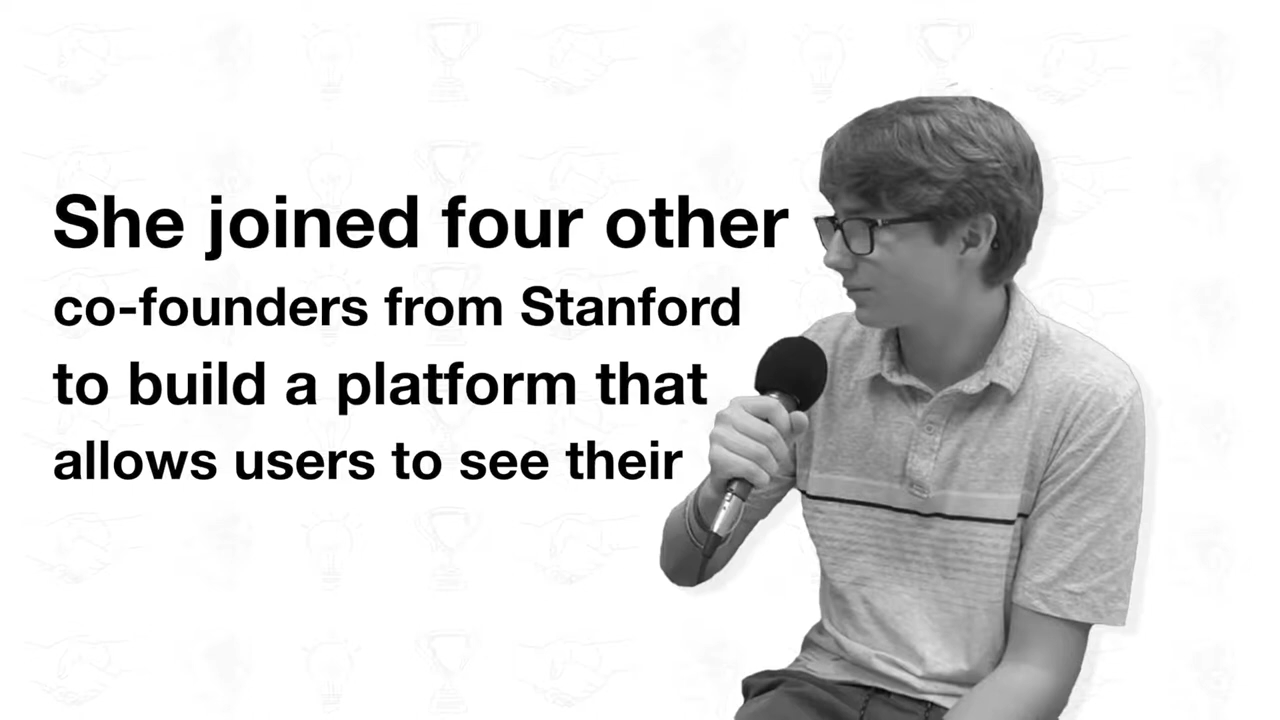 She joined four other
co-founders from Stanford
to build a platform that
allows users to see their